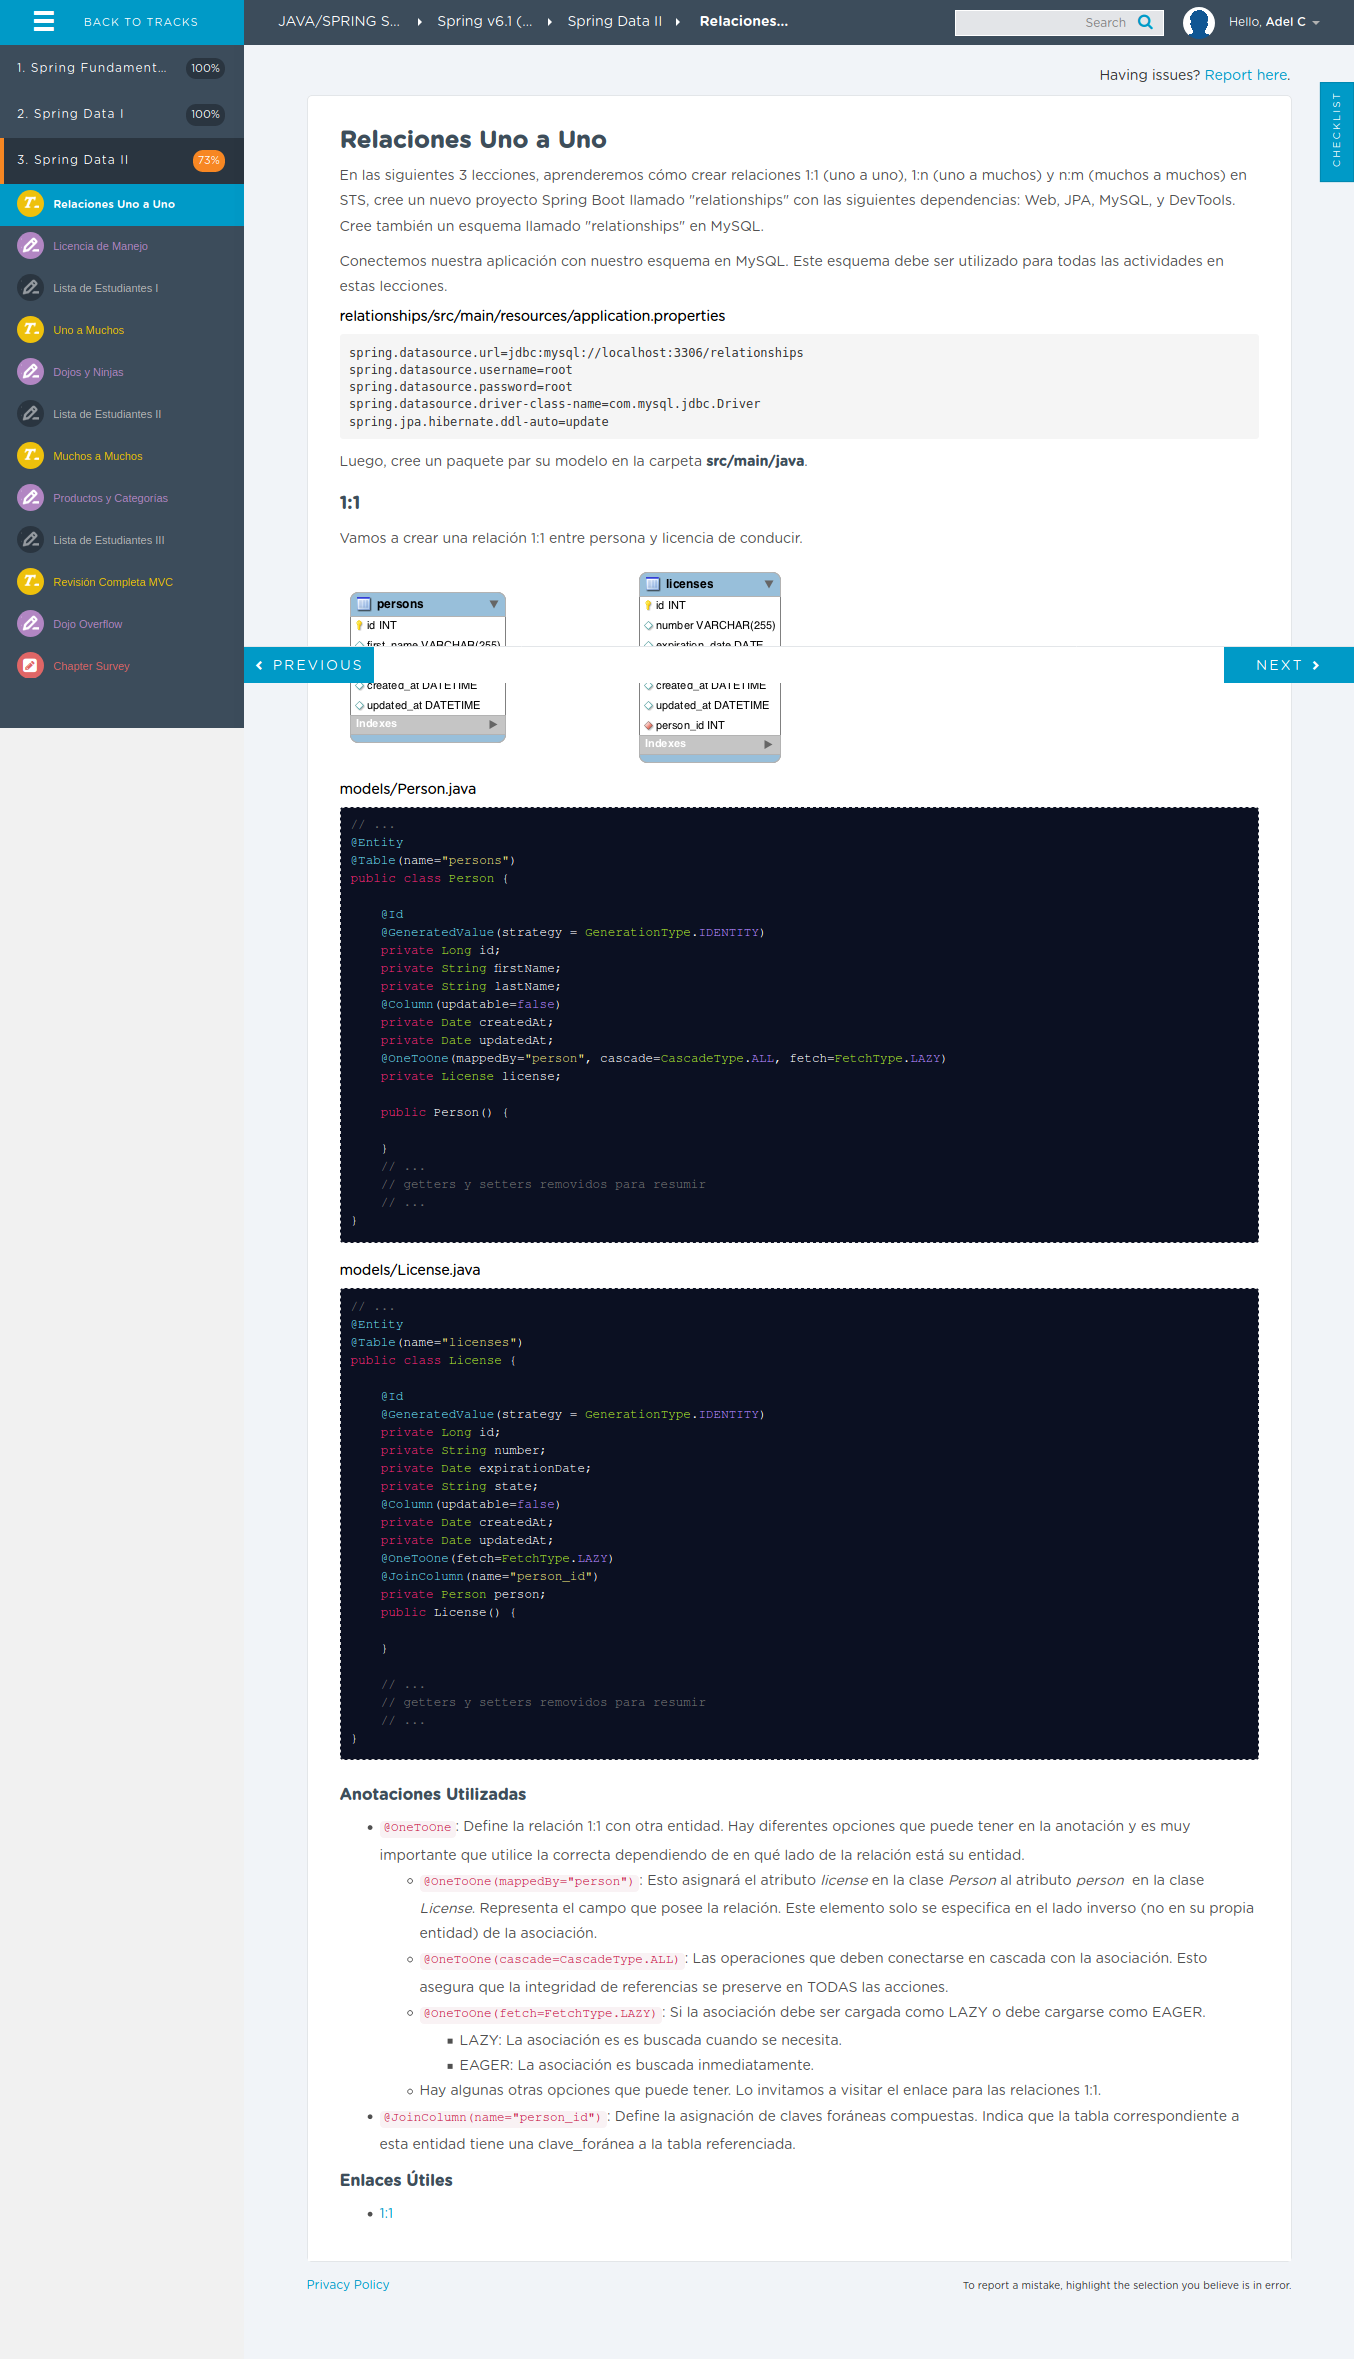 BACK TO TRACKS
JAVA/SPRING S...
Spring v6.1 (...
Spring Data II
Relaciones...
Search
Hello, Adel C
1. Spring Fundament... 100%
2. Spring Data I 100%
3. Spring Data II 73%
Relaciones Uno a Uno
Licencia de Manejo
Lista de Estudiantes I
Uno a Muchos
Dojos y Ninjas
Lista de Estudiantes II
Muchos a Muchos
Productos y Categorías
Lista de Estudiantes III
Revisión Completa MVC
Dojo Overflow
Chapter Survey
Having issues? Report here.
CHECKLIST
Relaciones Uno a Uno
En las siguientes 3 lecciones, aprenderemos cómo crear relaciones 1:1 (uno a uno), 1:n (uno a muchos) y n:m (muchos a muchos) en
STS, cree un nuevo proyecto Spring Boot llamado "relationships" con las siguientes dependencias: Web, JPA, MySQL, y DevTools.
Cree también un esquema llamado "relationships" en MySQL.
Conectemos nuestra aplicación con nuestro esquema en MySQL. Este esquema debe ser utilizado para todas las actividades en
estas lecciones.
relationships/src/main/resources/application.properties
spring.datasource.url=jdbc:mysql://localhost:3306/relationships
spring.datasource.username=root
spring.datasource.password=root
spring.datasource.driver-class-name=com.mysql.jdbc.Driver
spring.jpa.hibernate.ddl-auto=update
Luego, cree un paquete par su modelo en la carpeta src/main/java.
1:1
Vamos a crear una relación 1:1 entre persona y licencia de conducir.
persons
id INT
first_name VARCHAR(255)
created_at DATETIME
updated_at DATETIME
Indexes
licenses
id INT
number VARCHAR(255)
expiration_date DATE
created_at DATETIME
updated_at DATETIME
person_id INT
Indexes
PREVIOUS
NEXT
models/Person.java
// ...
@Entity
@Table(name="persons")
public class Person {
@Id
@GeneratedValue(strategy = GenerationType.IDENTITY)
private Long id;
private String firstName;
private String lastName;
@Column(updatable=false)
private Date createdAt;
private Date updatedAt;
@OneToOne(mappedBy="person", cascade=CascadeType.ALL, fetch=FetchType.LAZY)
private License license;
public Person() {
}
// ...
// getters y setters removidos para resumir
// ...
}
models/License.java
// ...
@Entity
@Table(name="licenses")
public class License {
@Id
@GeneratedValue(strategy = GenerationType.IDENTITY)
private Long id;
private String number;
private Date expirationDate;
private String state;
@Column(updatable=false)
private Date createdAt;
private Date updatedAt;
@OneToOne(fetch=FetchType.LAZY)
@JoinColumn(name="person_id")
private Person person;
public License() {
}
// ...
// getters y setters removidos para resumir
// ...
}
Anotaciones Utilizadas
• @OneToOne: Define la relación 1:1 con otra entidad. Hay diferentes opciones que puede tener en la anotación y es muy
importante que utilice la correcta dependiendo de en qué lado de la relación está su entidad.
@OneToOne(mappedBy="person"): Esto asignará el atributo license en la clase Person al atributo person en la clase
License. Representa el campo que posee la relación. Este elemento solo se especifica en el lado inverso (no en su propia
entidad) de la asociación.
@OneToOne(cascade=CascadeType.ALL): Las operaciones que deben conectarse en cascada con la asociación. Esto
asegura que la integridad de referencias se preserve en TODAS las acciones.
@OneToOne(fetch=FetchType.LAZY): Si la asociación debe ser cargada como LAZY o debe cargarse como EAGER.
LAZY: La asociación es es buscada cuando se necesita.
EAGER: La asociación es buscada inmediatamente.
Hay algunas otras opciones que puede tener. Lo invitamos a visitar el enlace para las relaciones 1:1.
• @JoinColumn(name="person_id"): Define la asignación de claves foráneas compuestas. Indica que la tabla correspondiente a
esta entidad tiene una clave_foránea a la tabla referenciada.
Enlaces Útiles
• 1:1
Privacy Policy
To report a mistake, highlight the selection you believe is in error.